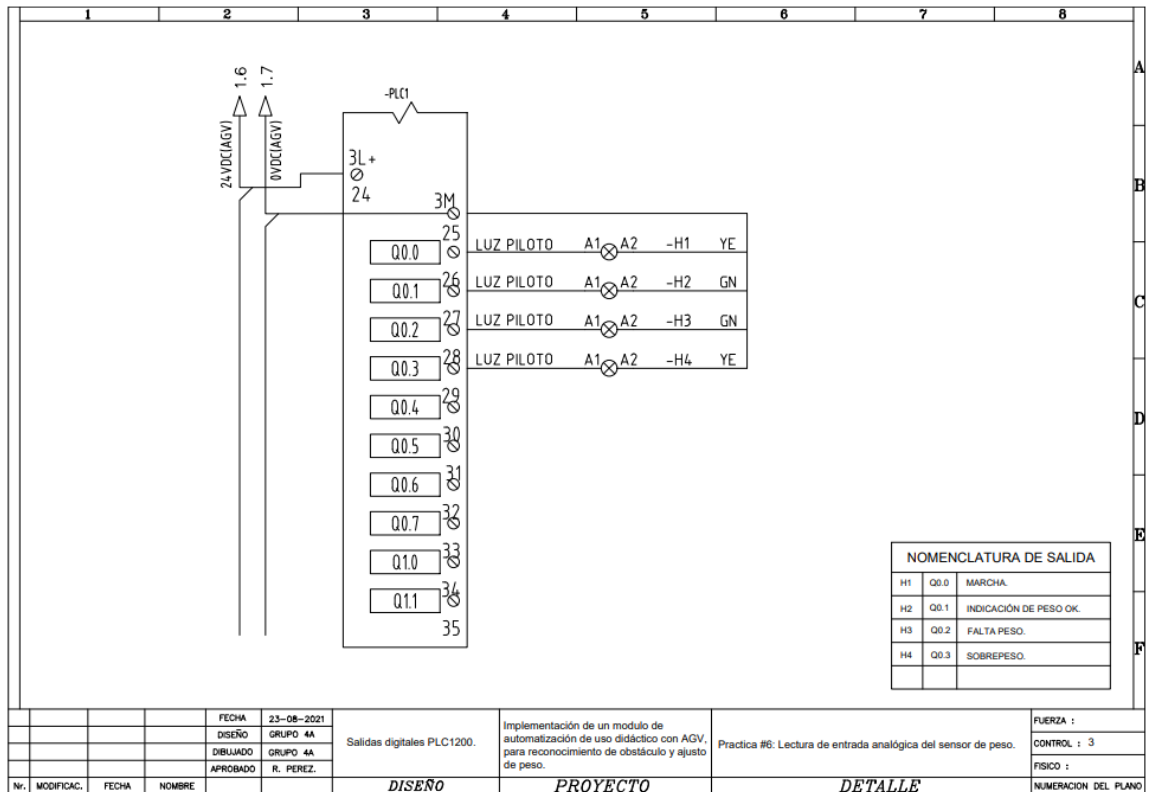 1 2 3 4 5 6 7 8
A
B
C
D
E
F
1.6
1.7
24VDC(AGV)
0VDC(AGV)
-PLC1
3L+
24
3M
25
Q0.0 LUZ PILOTO A1 A2 -H1 YE
26
Q0.1 LUZ PILOTO A1 A2 -H2 GN
27
Q0.2 LUZ PILOTO A1 A2 -H3 GN
28
Q0.3 LUZ PILOTO A1 A2 -H4 YE
29
Q0.4
30
Q0.5
31
Q0.6
32
Q0.7
33
Q1.0
34
Q1.1
35
NOMENCLATURA DE SALIDA
H1 Q0.0 MARCHA.
H2 Q0.1 INDICACIÓN DE PESO OK.
H3 Q0.2 FALTA PESO.
H4 Q0.3 SOBREPESO.
FECHA 23-08-2021
DISEÑO GRUPO 4A
DIBUJADO GRUPO 4A
APROBADO R. PEREZ.
Nr. MODIFICAC. FECHA NOMBRE
Salidas digitales PLC1200.
DISEÑO
Implementación de un modulo de
automatización de uso didáctico con AGV,
para reconocimiento de obstáculo y ajusto
de peso.
PROYECTO
Practica #6: Lectura de entrada analógica del sensor de peso.
DETALLE
FUERZA :
CONTROL : 3
FISICO :
NUMERACION DEL PLANO